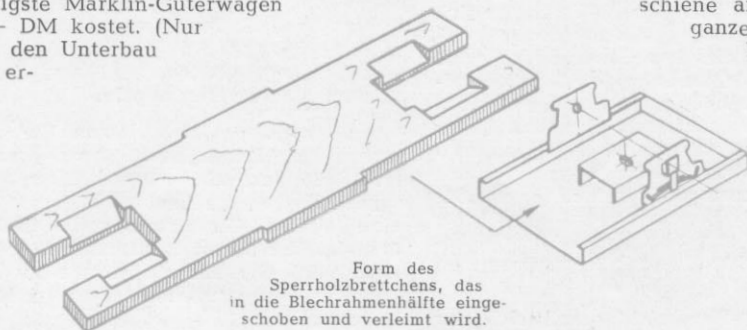 igste Märklin-Güterwagen
- DM kostet. (Nur
den Unterbau
er-
schiene a
ganze
Form des
Sperrholzbrettchens, das
in die Blechrahmenhälfte einge-
schoben und verleimt wird.